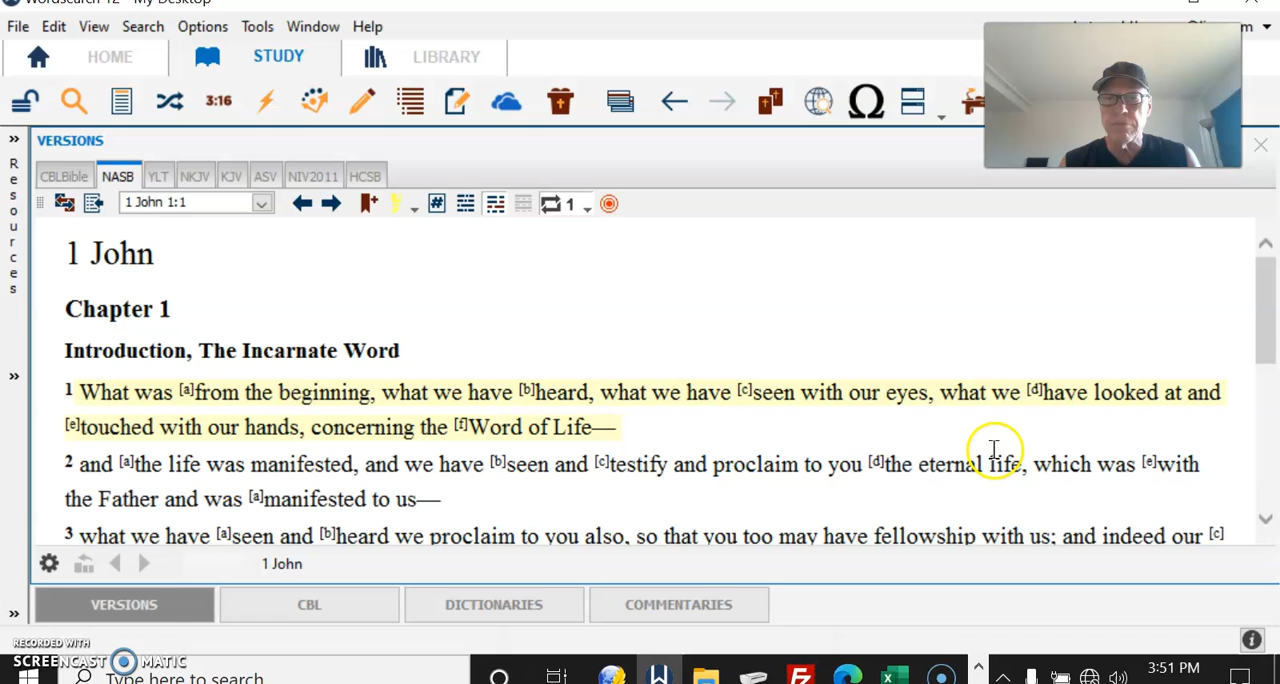 Wordsearch 12 - My Desktop
File Edit View Search Options Tools Window Help
HOME STUDY LIBRARY
3:16 Ω
VERSIONS
Resources
CBLBible NASB YLT NKJV KJV ASV NIV2011 HCSB
1 John 1:1 # 1
1 John
Chapter 1
Introduction, The Incarnate Word
1 What was [a]from the beginning, what we have [b]heard, what we have [c]seen with our eyes, what we [d]have looked at and
[e]touched with our hands, concerning the [f]Word of Life—
2 and [a]the life was manifested, and we have [b]seen and [c]testify and proclaim to you [d]the eternal life, which was [e]with
the Father and was [a]manifested to us—
3 what we have [a]seen and [b]heard we proclaim to you also, so that you too may have fellowship with us; and indeed our [c]
1 John
VERSIONS CBL DICTIONARIES COMMENTARIES
RECORDED WITH
SCREENCAST MATIC
Type here to search
3:51 PM